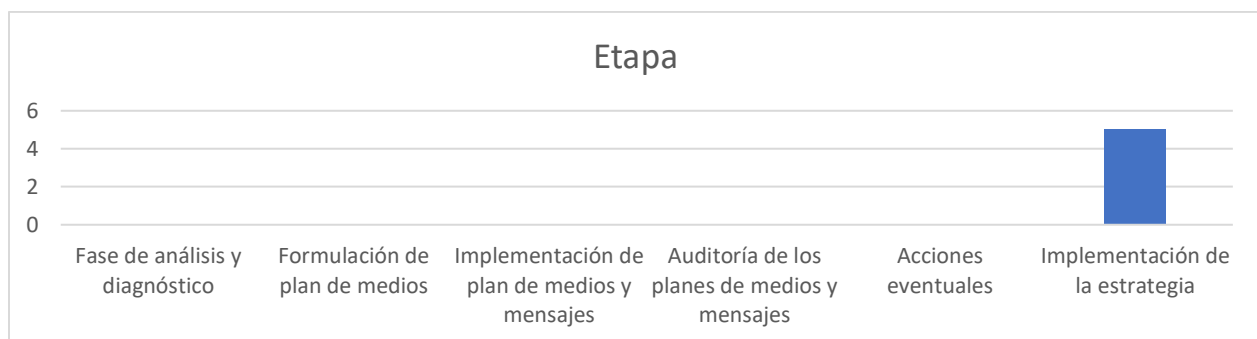 Etapa
6
4
2
0
Fase de análisis y
diagnóstico
Formulación de
plan de medios
Implementación de
plan de medios y
mensajes
Auditoría de los
planes de medios y
mensajes
Acciones
eventuales
Implementación de
la estrategia